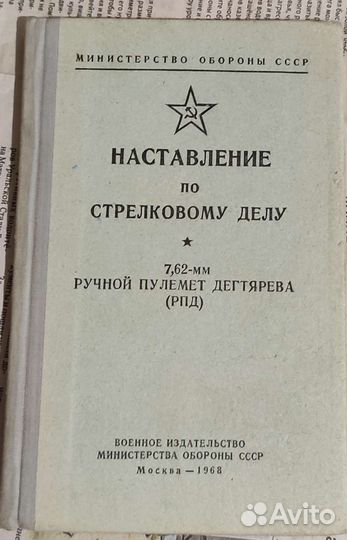 МИНИСТЕРСТВО ОБОРОНЫ СССР
НАСТАВЛЕНИЕ
ПО
СТРЕЛКОВОМУ ДЕЛУ
7,62-мм
РУЧНОЙ ПУЛЕМЕТ ДЕГТЯРЕВА
(РПД)
ВОЕННОЕ ИЗДАТЕЛЬСТВО
МИНИСТЕРСТВА ОБОРОНЫ СССР
Москва — 1968
Avito